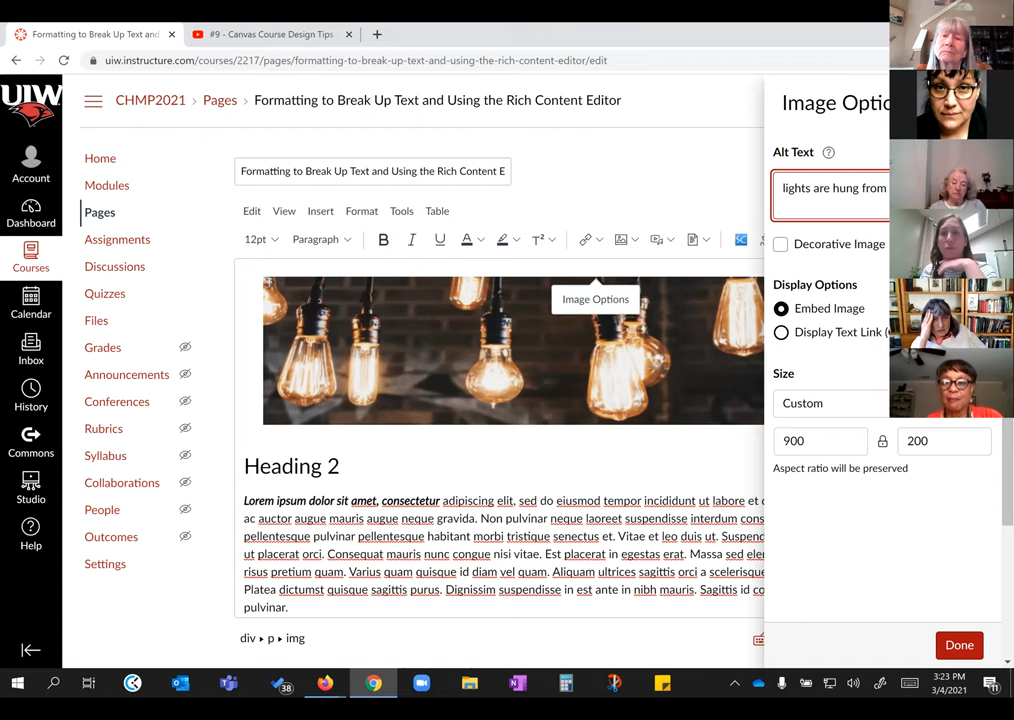 Formatting to Break Up Text and
#9 - Canvas Course Design Tips
uiw.instructure.com/courses/2217/pages/formatting-to-break-up-text-and-using-the-rich-content-editor/edit
UIW
Account
Dashboard
Courses
Calendar
Inbox
History
Commons
Studio
Help
CHMP2021 > Pages > Formatting to Break Up Text and Using the Rich Content Editor
Home
Modules
Pages
Assignments
Discussions
Quizzes
Files
Grades
Announcements
Conferences
Rubrics
Syllabus
Collaborations
People
Outcomes
Settings
Formatting to Break Up Text and Using the Rich Content E
Edit View Insert Format Tools Table
12pt Paragraph B I U A T² SC
Image Options
Heading 2
Lorem ipsum dolor sit amet, consectetur adipiscing elit, sed do eiusmod tempor incididunt ut labore et
ac auctor augue mauris augue neque gravida. Non pulvinar neque laoreet suspendisse interdum cons
pellentesque pulvinar pellentesque habitant morbi tristique senectus et. Vitae et leo duis ut. Suspend
ut placerat orci. Consequat mauris nunc congue nisi vitae. Est placerat in egestas erat. Massa sed eler
risus pretium quam. Varius quam quisque id diam vel quam. Aliquam ultrices sagittis orci a scelerisque
Platea dictumst quisque sagittis purus. Dignissim suspendisse in est ante in nibh mauris. Sagittis id co
pulvinar.
div ▸ p ▸ img
Image Optio
Alt Text
lights are hung from
Decorative Image
Display Options
Embed Image
Display Text Link (
Size
Custom
900 200
Aspect ratio will be preserved
Done
38
3:23 PM
3/4/2021
11